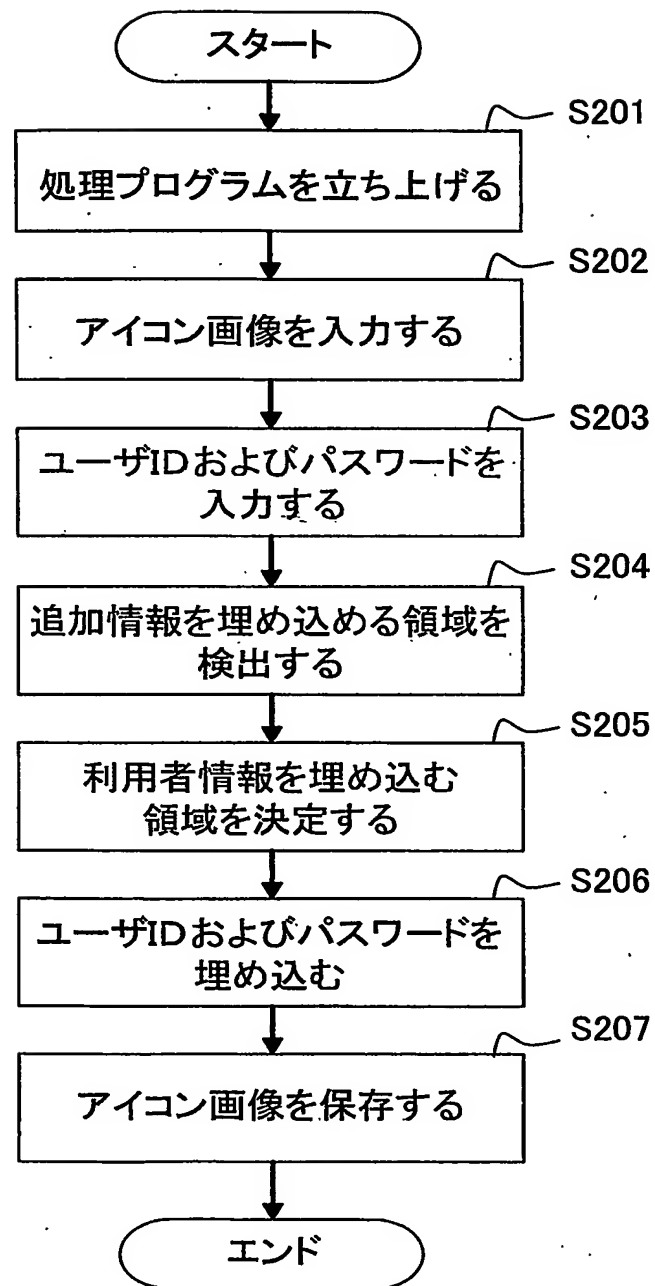 スタート
S201
処理プログラムを立ち上げる
S202
アイコン画像を入力する
S203
ユーザIDおよびパスワードを
入力する
S204
追加情報を埋め込める領域を
検出する
S205
利用者情報を埋め込む
領域を決定する
S206
ユーザIDおよびパスワードを
埋め込む
S207
アイコン画像を保存する
エンド